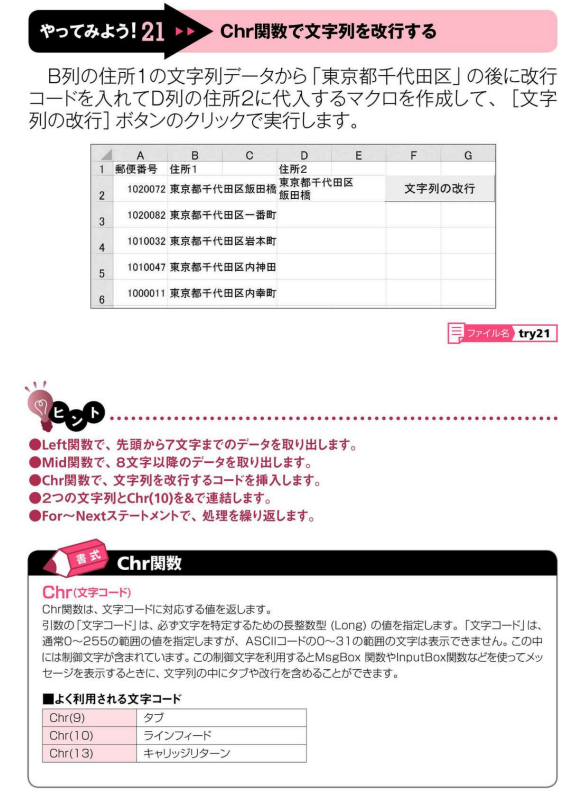 やってみよう! 21 Chr関数で文字列を改行する
B列の住所1の文字列データから「東京都千代田区」の後に改行
コードを入れてD列の住所2に代入するマクロを作成して、［文字
列の改行］ボタンのクリックで実行します。
A B C D E F G
1 郵便番号 住所1 住所2
2 1020072 東京都千代田区飯田橋 東京都千代田区 文字列の改行
飯田橋
3 1020082 東京都千代田区一番町
4 1010032 東京都千代田区岩本町
5 1010047 東京都千代田区内神田
6 1000011 東京都千代田区内幸町
ファイル名 try21
ヒント
●Left関数で、先頭から7文字までのデータを取り出します。
●Mid関数で、8文字以降のデータを取り出します。
●Chr関数で、文字列を改行するコードを挿入します。
●2つの文字列とChr(10)を&で連結します。
●For～Nextステートメントで、処理を繰り返します。
書式 Chr関数
Chr(文字コード)
Chr関数は、文字コードに対応する値を返します。
引数の「文字コード」は、必ず文字を特定するための長整数型 (Long) の値を指定します。「文字コード」は、
通常0～255の範囲の値を指定しますが、ASCIIコードの0～31の範囲の文字は表示できません。この中
には制御文字が含まれています。この制御文字を利用するとMsgBox 関数やInputBox関数などを使ってメッ
セージを表示するときに、文字列の中にタブや改行を含めることができます。
■よく利用される文字コード
Chr(9) タブ
Chr(10) ラインフィード
Chr(13) キャリッジリターン